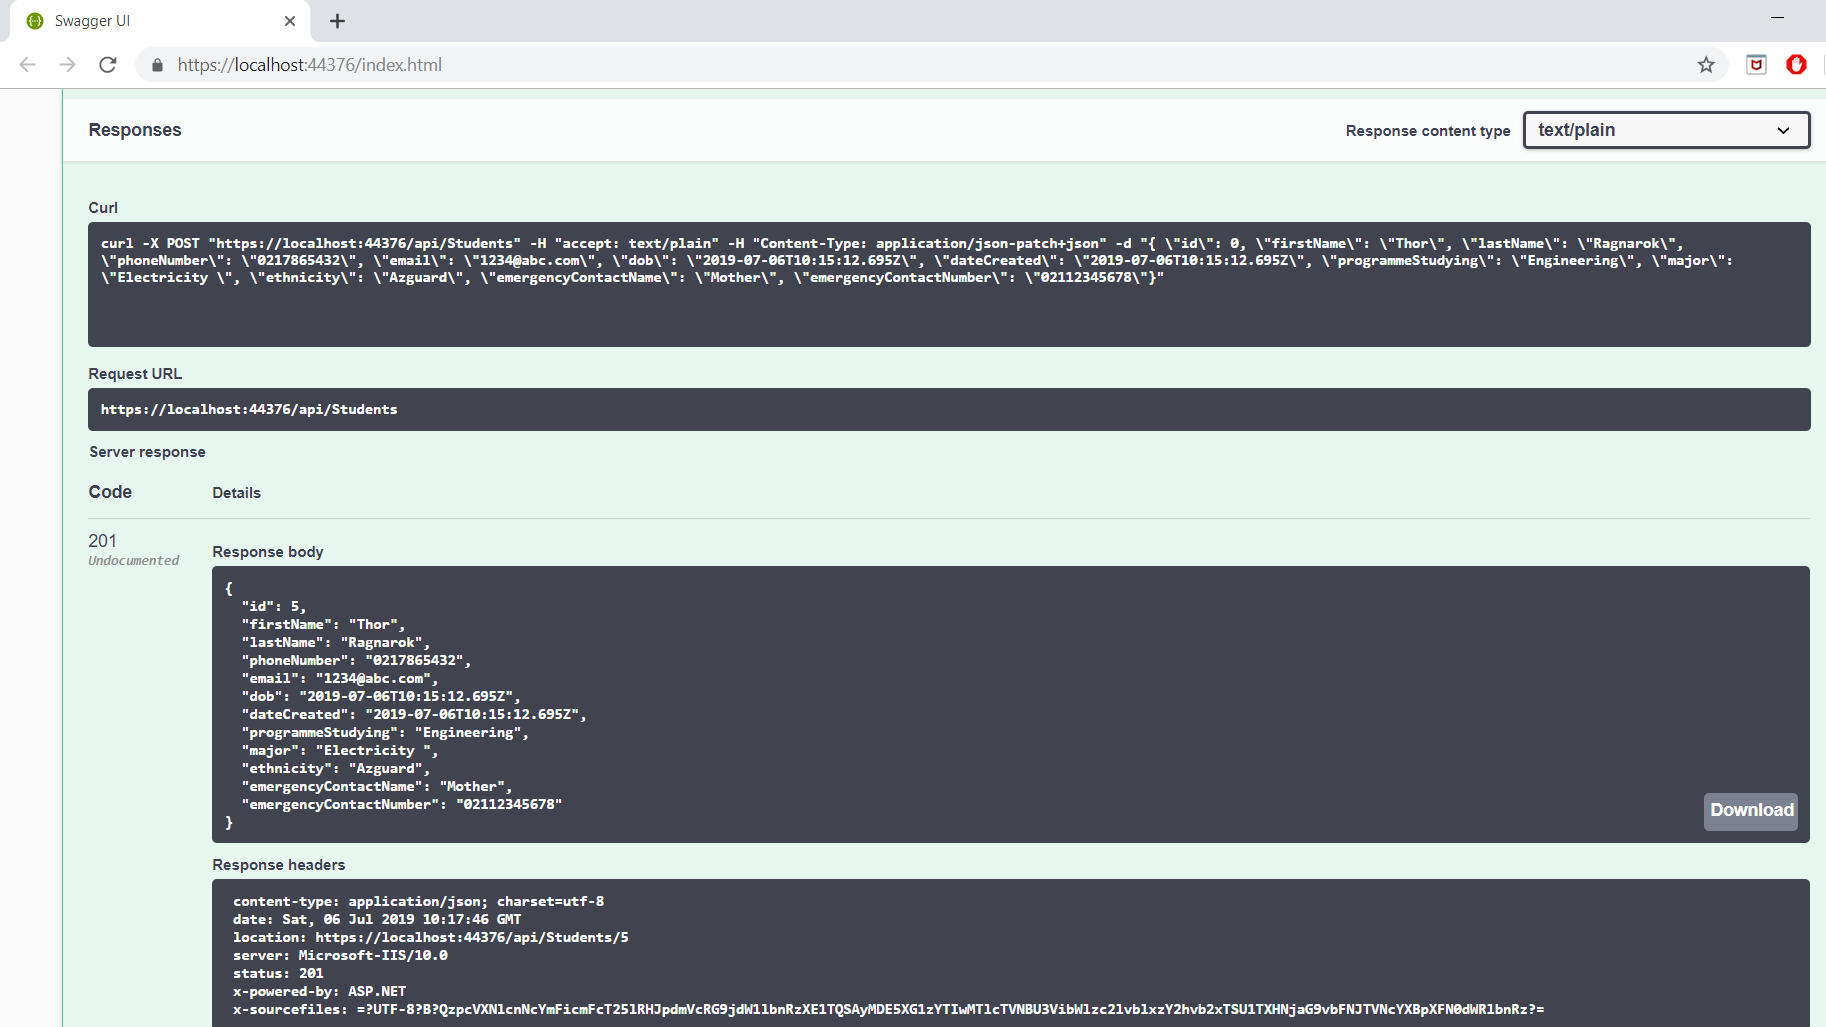 Swagger UI
https://localhost:44376/index.html
Responses
Response content type
text/plain
Curl
curl -X POST "https://localhost:44376/api/Students" -H "accept: text/plain" -H "Content-Type: application/json-patch+json" -d "{ \"id\": 0, \"firstName\": \"Thor\", \"lastName\": \"Ragnarok\",
\"phoneNumber\": \"0217865432\", \"email\": \"1234@abc.com\", \"dob\": \"2019-07-06T10:15:12.695Z\", \"dateCreated\": \"2019-07-06T10:15:12.695Z\", \"programmeStudying\": \"Engineering\", \"major\":
\"Electricity \", \"ethnicity\": \"Azguard\", \"emergencyContactName\": \"Mother\", \"emergencyContactNumber\": \"02112345678\"}"
Request URL
https://localhost:44376/api/Students
Server response
Code
Details
201
Undocumented
Response body
{
"id": 5,
"firstName": "Thor",
"lastName": "Ragnarok",
"phoneNumber": "0217865432",
"email": "1234@abc.com",
"dob": "2019-07-06T10:15:12.695Z",
"dateCreated": "2019-07-06T10:15:12.695Z",
"programmeStudying": "Engineering",
"major": "Electricity ",
"ethnicity": "Azguard",
"emergencyContactName": "Mother",
"emergencyContactNumber": "02112345678"
}
Download
Response headers
content-type: application/json; charset=utf-8
date: Sat, 06 Jul 2019 10:17:46 GMT
location: https://localhost:44376/api/Students/5
server: Microsoft-IIS/10.0
status: 201
x-powered-by: ASP.NET
x-sourcefiles: